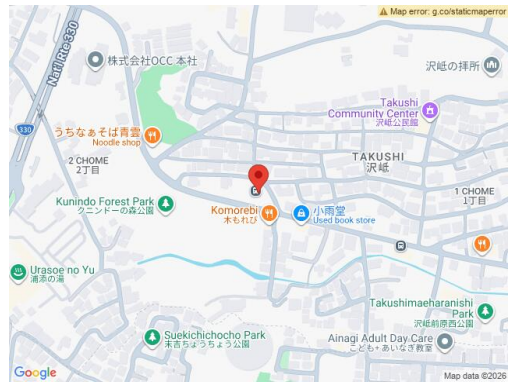 Map error: g.co/staticmaperror
Nat'l Rte 330
株式会社OCC 本社
沢岻の拝所
Takushi
Community Center
沢岻公民館
330
うちなぁそば青雲
Noodle shop
TAKUSHI
沢岻
2 CHOME
2丁目
1 CHOME
1丁目
Kunindo Forest Park
クニンドーの森公園
Komorebi
木もれび
小雨堂
Used book store
Urasoe no Yu
浦添の湯
Takushimaeharanishi
Park
沢岻前原西公園
Suekichichocho Park
末吉ちょうちょう公園
Ainagi Adult Day Care
こども+あいなぎ教室
Google
Map data ©2026